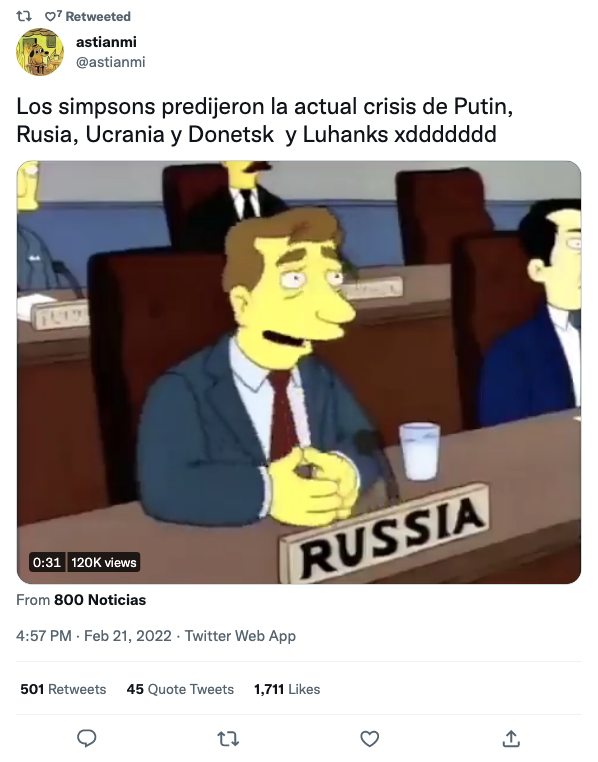 ♡⁷ Retweeted
astianmi
@astianmi
Los simpsons predijeron la actual crisis de Putin,
Rusia, Ucrania y Donetsk  y Luhanks xddddddd
RUSSIA
0:31 120K views
From 800 Noticias
4:57 PM · Feb 21, 2022 · Twitter Web App
501 Retweets 45 Quote Tweets 1,711 Likes